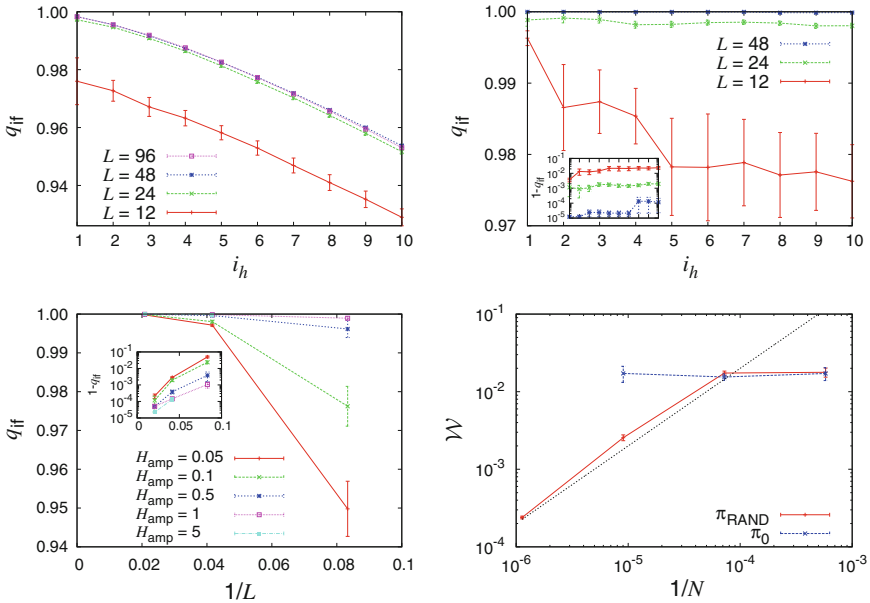 1.00
0.98
0.96
0.94
q_if
L = 96
L = 48
L = 24
L = 12
1 2 3 4 5 6 7 8 9 10
i_h
1.00
0.99
0.98
0.97
q_if
L = 48
L = 24
L = 12
1-q_if
10^-1
10^-2
10^-3
10^-4
10^-5
1 2 3 4 5 6 7 8 9 10
i_h
1.00
0.99
0.98
0.97
0.96
0.95
0.94
q_if
1-q_if
10^-1
10^-2
10^-3
10^-4
10^-5
0 0.05 0.1
H_amp = 0.05
H_amp = 0.1
H_amp = 0.5
H_amp = 1
H_amp = 5
0 0.02 0.04 0.06 0.08 0.1
1/L
10^-1
10^-2
10^-3
10^-4
W
π_RAND
π_0
10^-6 10^-5 10^-4 10^-3
1/N